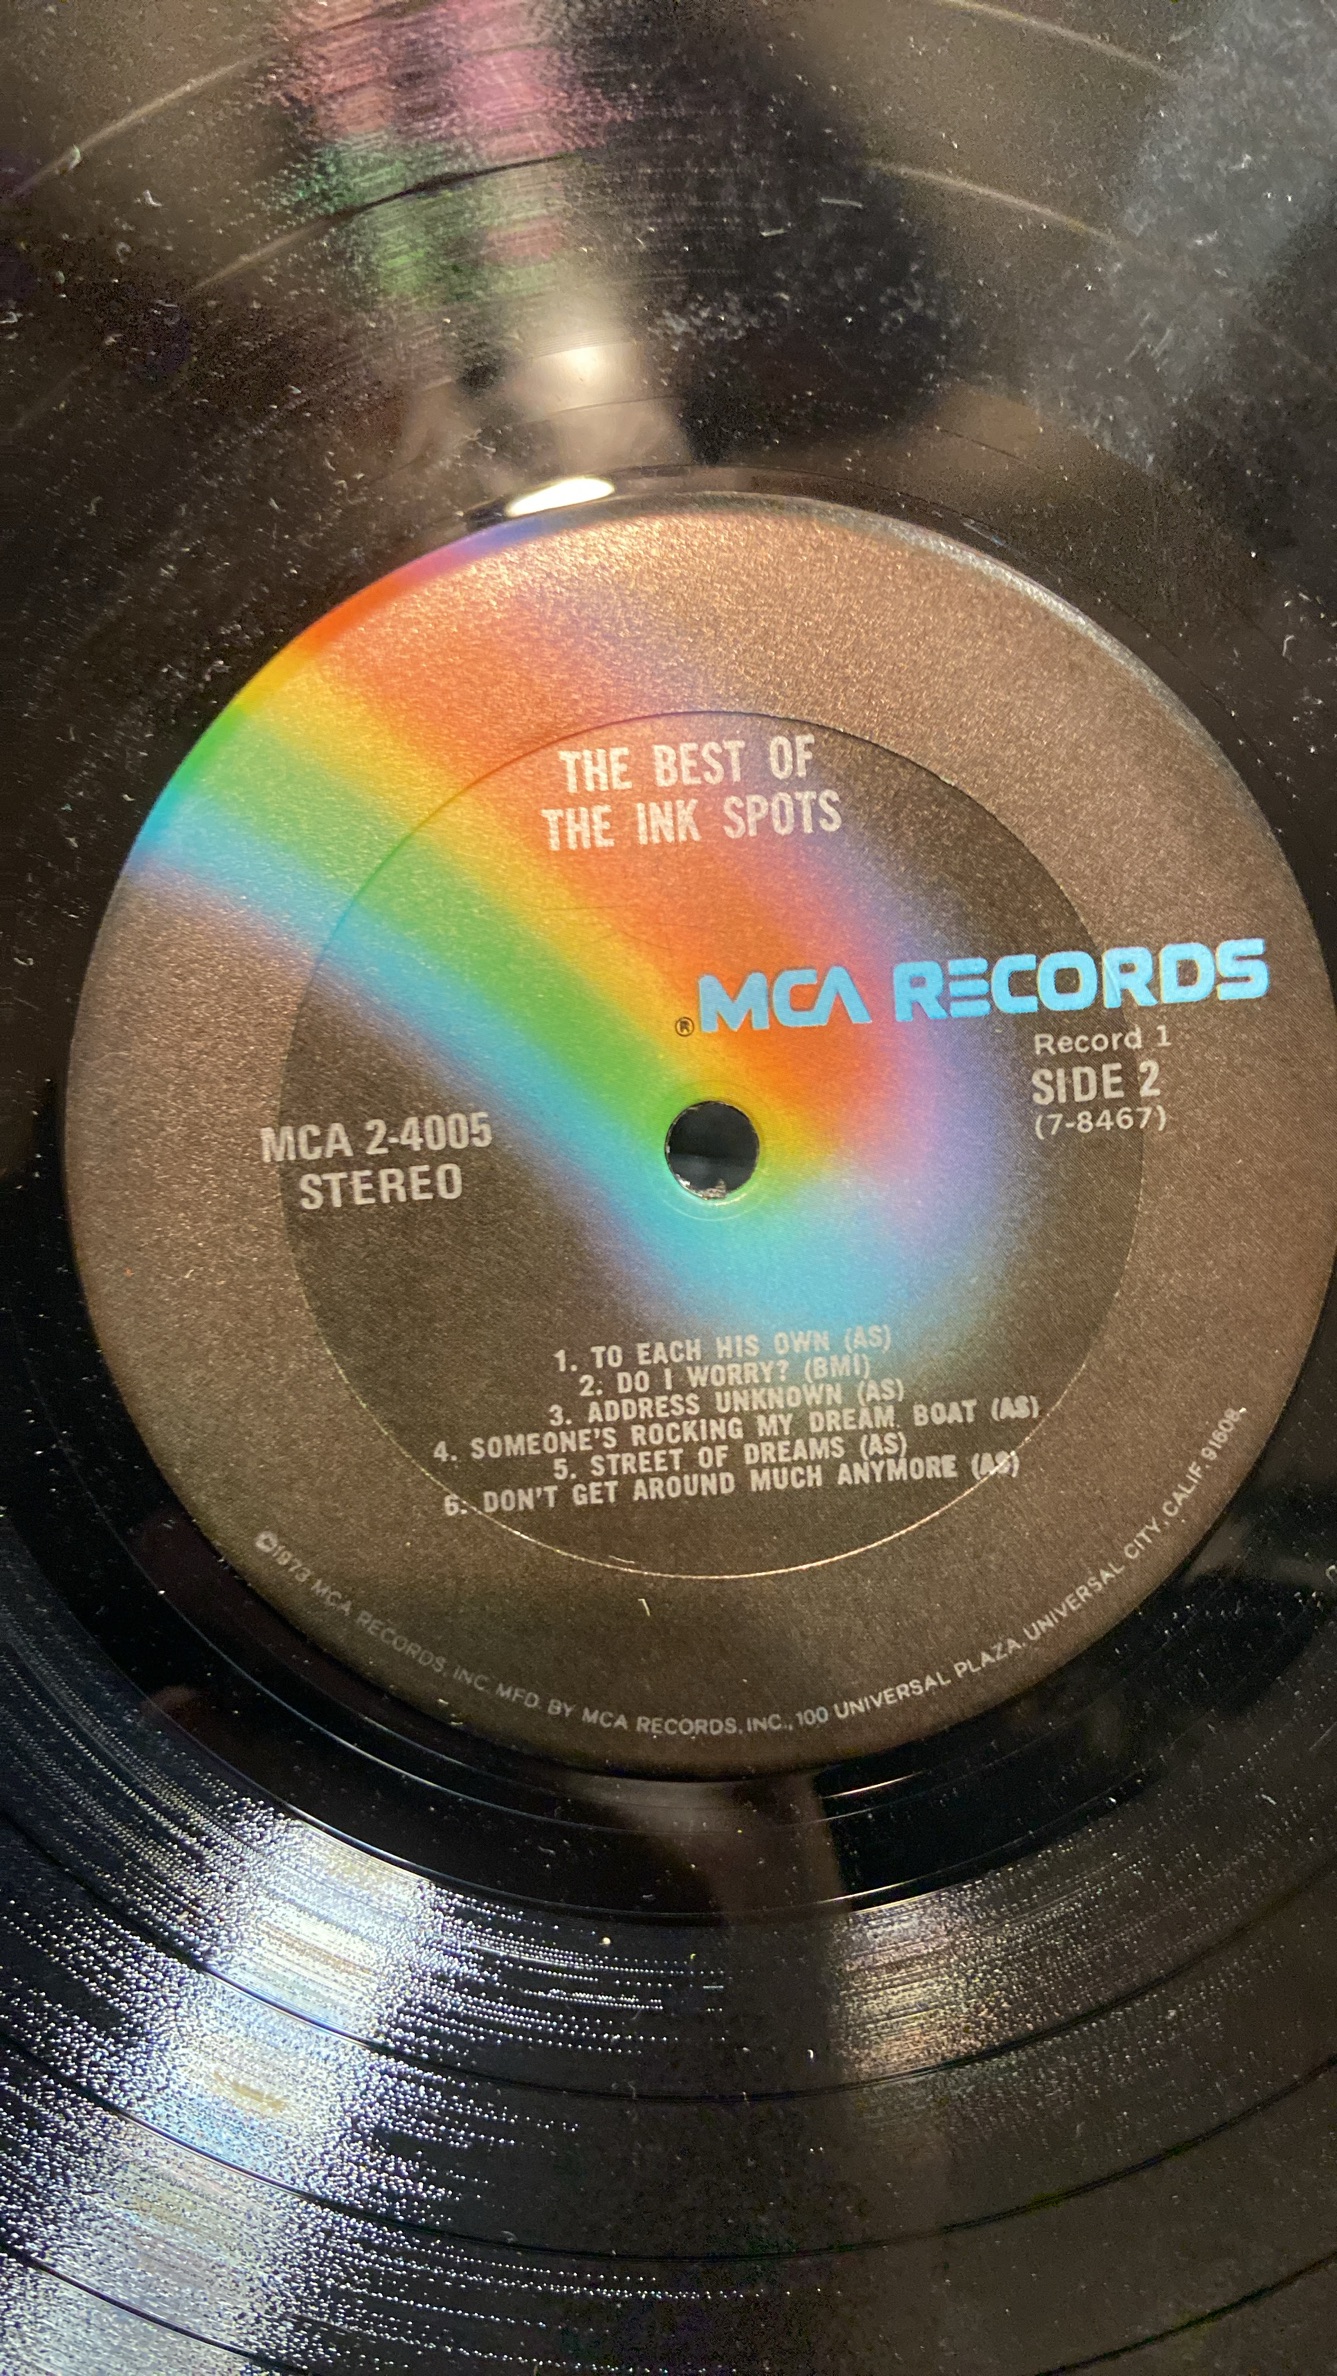 THE BEST OF
THE INK SPOTS
® MCA RECORDS
Record 1
SIDE 2
(7-8467)
MCA 2-4005
STEREO
1. TO EACH HIS OWN (AS)
2. DO I WORRY? (BMI)
3. ADDRESS UNKNOWN (AS)
4. SOMEONE'S ROCKING MY DREAM BOAT (AS)
5. STREET OF DREAMS (AS)
6. DON'T GET AROUND MUCH ANYMORE (AS)
©1973 MCA RECORDS, INC. MFD. BY MCA RECORDS, INC., 100 UNIVERSAL PLAZA, UNIVERSAL CITY, CALIF. 91608.